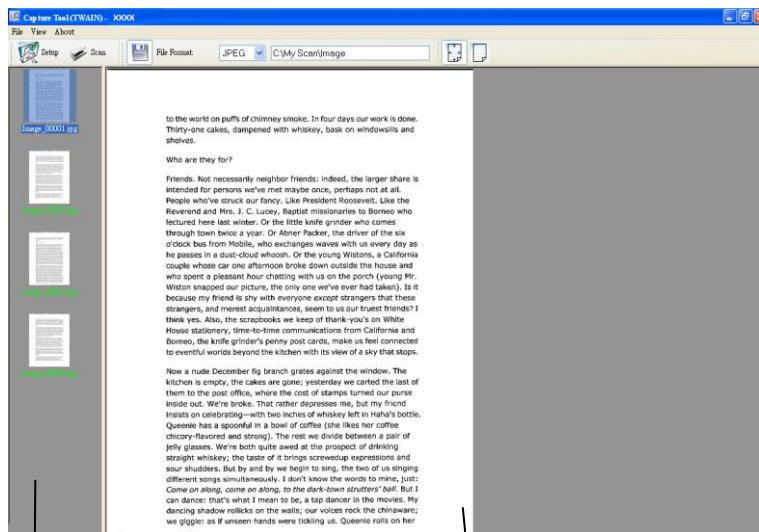 Capture Tool(TWAIN)- XXXX
File View About
Setup Scan File Format: JPEG C:\My Scan\Image
Image_00001.jpg
to the world on puffs of chimney smoke. In four days our work is done.
Thirty-one cakes, dampened with whiskey, bask on windowsills and
shelves.
Who are they for?
Friends. Not necessarily neighbor friends: indeed, the larger share is
intended for persons we've met maybe once, perhaps not at all.
People who've struck our fancy. Like President Roosevelt. Like the
Reverend and Mrs. J. C. Lucey, Baptist missionaries to Borneo who
lectured here last winter. Or the little knife grinder who comes
through town twice a year. Or Abner Packer, the driver of the six
o'clock bus from Mobile, who exchanges waves with us every day as
he passes in a dust-cloud whoosh. Or the young Wistons, a California
couple whose car one afternoon broke down outside the house and
who spent a pleasant hour chatting with us on the porch (young Mr.
Wiston snapped our picture, the only one we've ever had taken). Is it
because my friend is shy with everyone except strangers that these
strangers, and merest acquaintances, seem to us our truest friends? I
think yes. Also, the scrapbooks we keep of thank-you's on White
House stationery, time-to-time communications from California and
Borneo, the knife grinder's penny post cards, make us feel connected
to eventful worlds beyond the kitchen with its view of a sky that stops.
Now a nude December fig branch grates against the window. The
kitchen is empty, the cakes are gone; yesterday we carted the last of
them to the post office, where the cost of stamps turned our purse
inside out. We're broke. That rather depresses me, but my friend
insists on celebrating—with two inches of whiskey left in Haha's bottle.
Queenie has a spoonful in a bowl of coffee (she likes her coffee
chicory-flavored and strong). The rest we divide between a pair of
jelly glasses. We're both quite awed at the prospect of drinking
straight whiskey; the taste of it brings screwedup expressions and
sour shudders. But by and by we begin to sing, the two of us singing
different songs simultaneously. I don't know the words to mine, just:
Come on along, come on along, to the dark-town strutters' ball. But I
can dance: that's what I mean to be, a tap dancer in the movies. My
dancing shadow rollicks on the walls; our voices rock the chinaware;
we giggle: as if unseen hands were tickling us. Queenie rolls on her